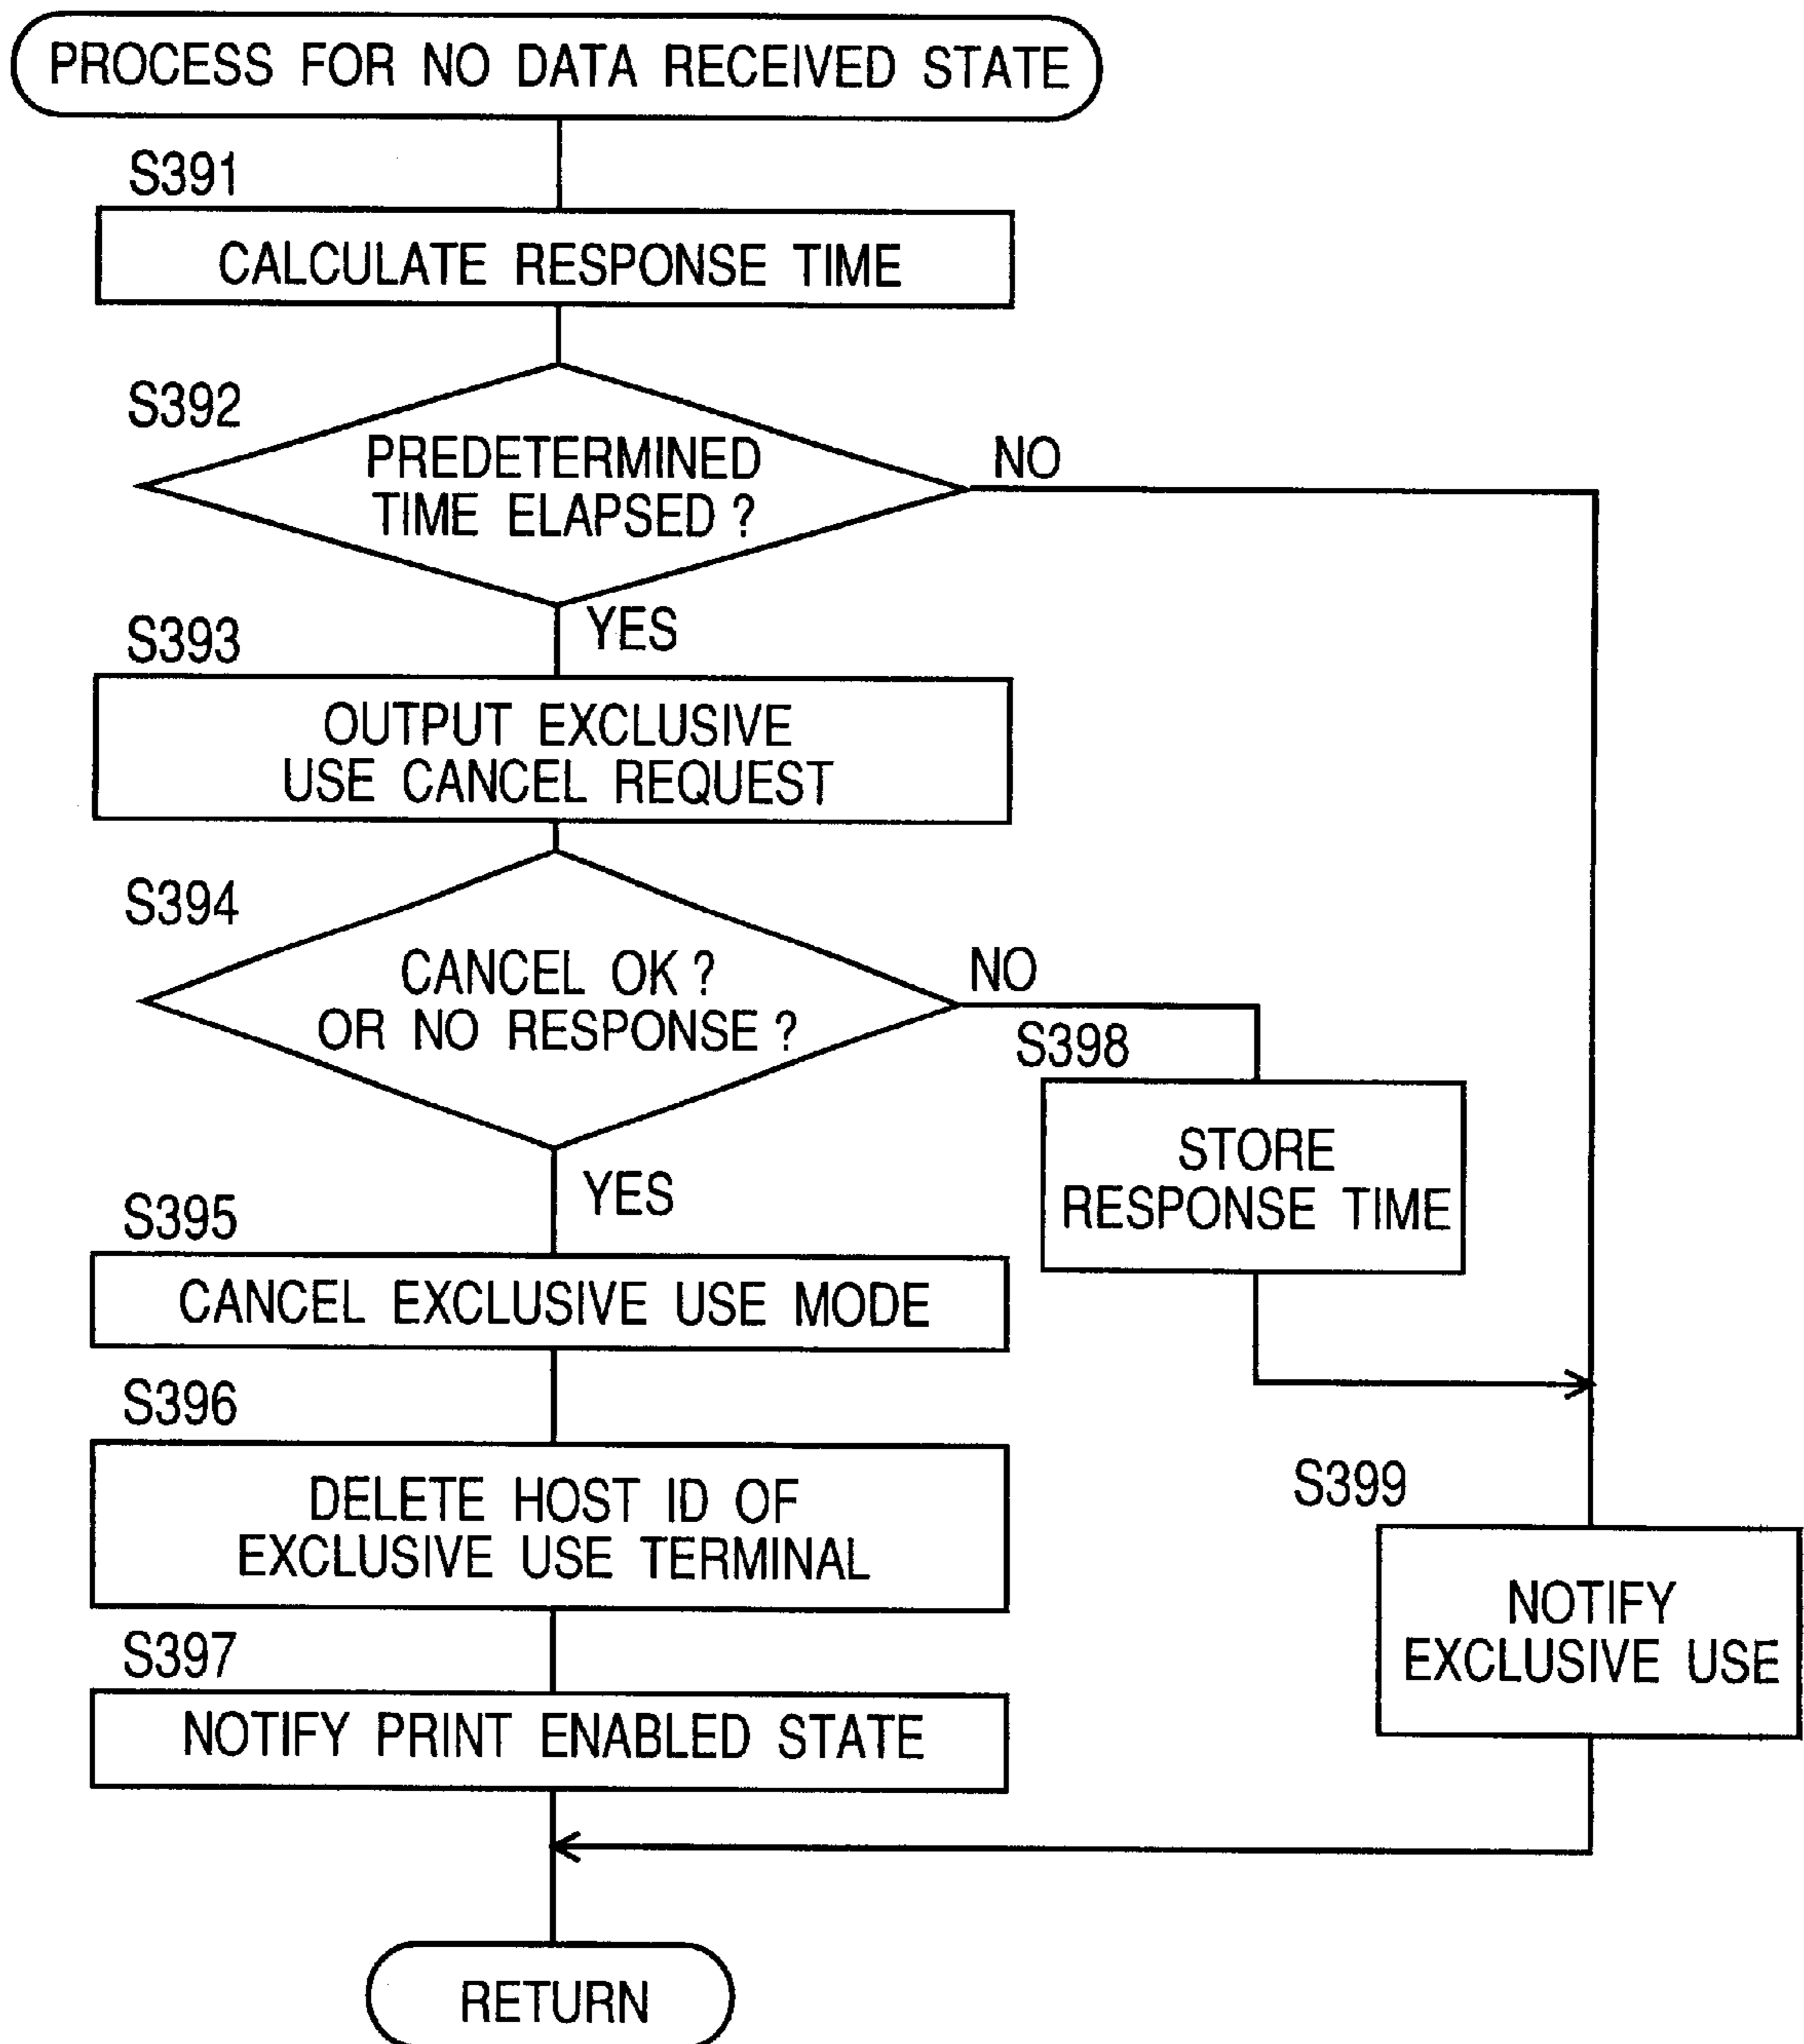 PROCESS FOR NO DATA RECEIVED STATE
S391
CALCULATE RESPONSE TIME
S392
PREDETERMINED
TIME ELAPSED ?
NO
YES
S393
OUTPUT EXCLUSIVE
USE CANCEL REQUEST
S394
CANCEL OK ?
OR NO RESPONSE ?
NO
S398
STORE
RESPONSE TIME
YES
S395
CANCEL EXCLUSIVE USE MODE
S396
DELETE HOST ID OF
EXCLUSIVE USE TERMINAL
S399
NOTIFY
EXCLUSIVE USE
S397
NOTIFY PRINT ENABLED STATE
RETURN